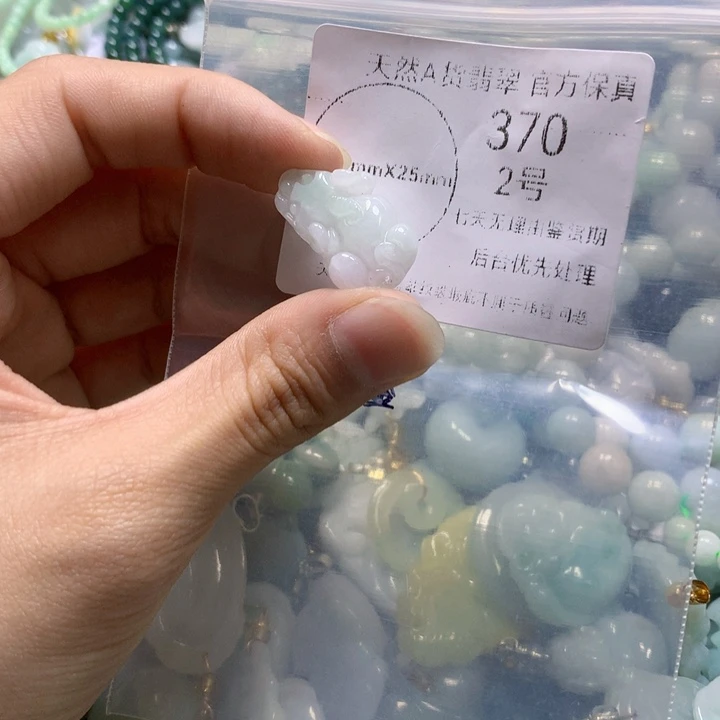 天然A货翡翠 官方保真
370
mmX25mm
2号
七天无理由鉴赏期
后台优先处理